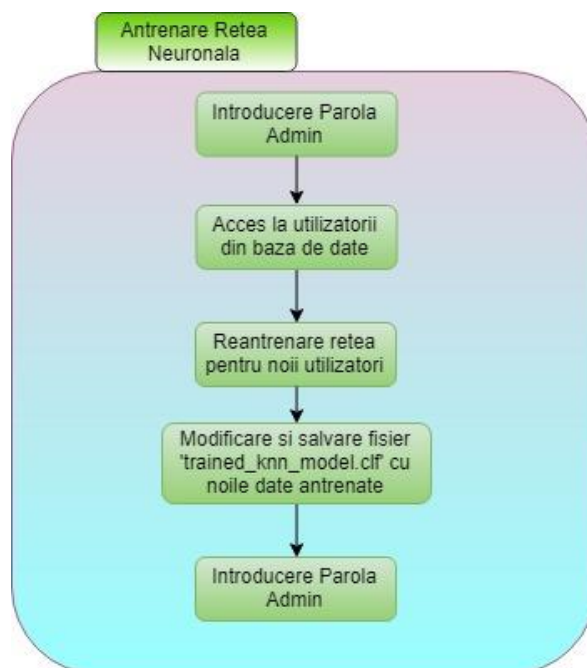 Antrenare Retea
Neuronala
Introducere Parola
Admin
Acces la utilizatorii
din baza de date
Reantrenare retea
pentru noii utilizatori
Modificare si salvare fisier
'trained_knn_model.clf' cu
noile date antrenate
Introducere Parola
Admin